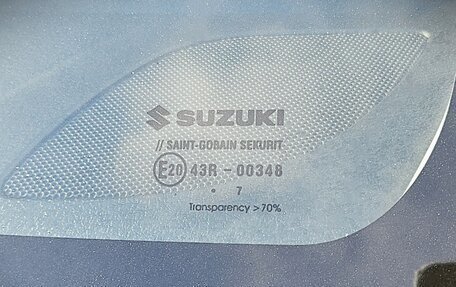 SUZUKI
// SAINT-GOBAIN SEKURIT
E20 43R - 00348
• 7
Transparency >70%